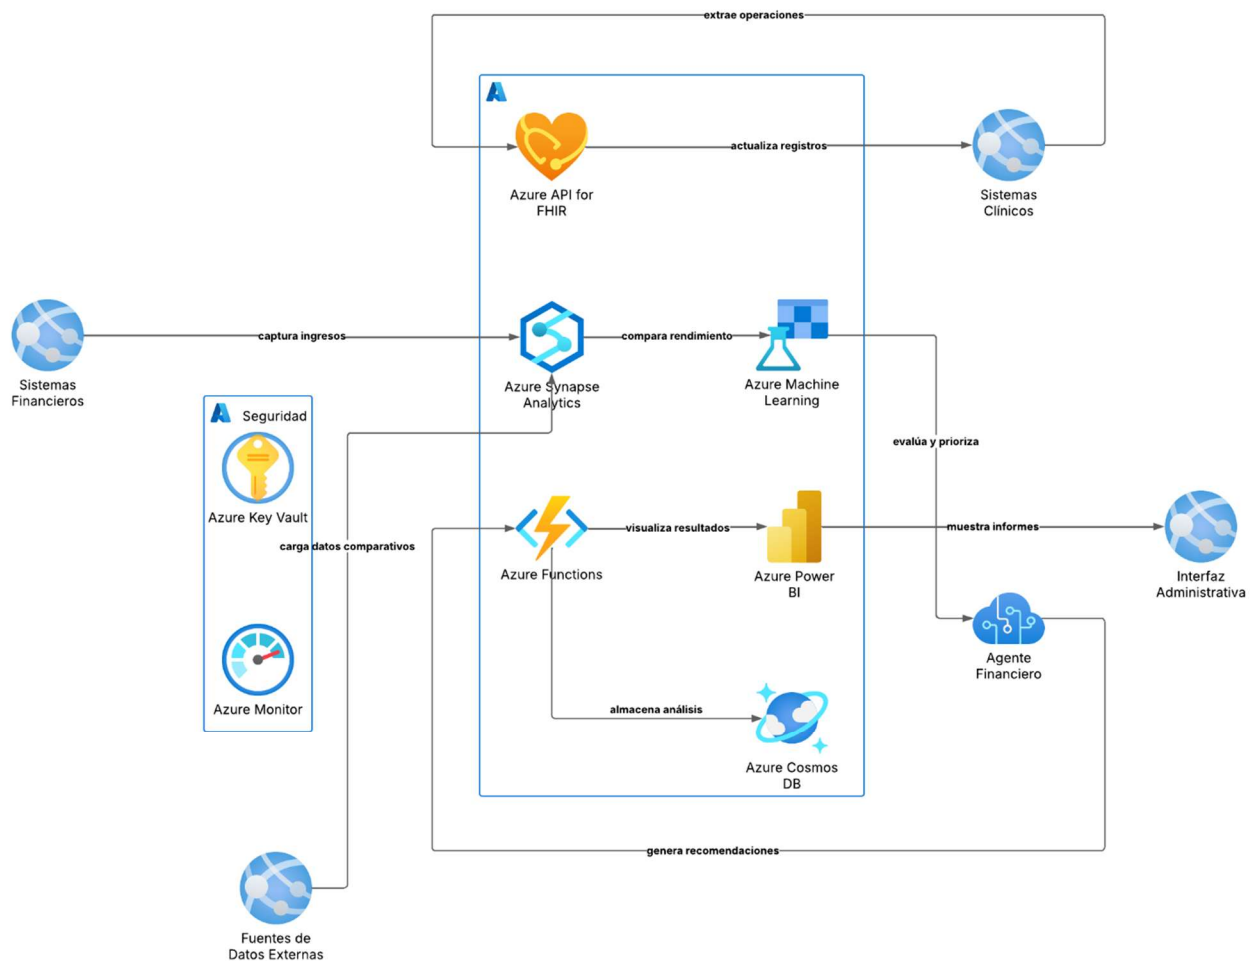 extrae operaciones
actualiza registros
Azure API for
FHIR
Sistemas
Clínicos
captura ingresos
compara rendimiento
Sistemas
Financieros
Azure Synapse
Analytics
Azure Machine
Learning
Seguridad
evalúa y prioriza
Azure Key Vault
carga datos comparativos
visualiza resultados
muestra informes
Azure Functions
Azure Power
BI
Interfaz
Administrativa
Agente
Financiero
Azure Monitor
almacena análisis
Azure Cosmos
DB
genera recomendaciones
Fuentes de
Datos Externas